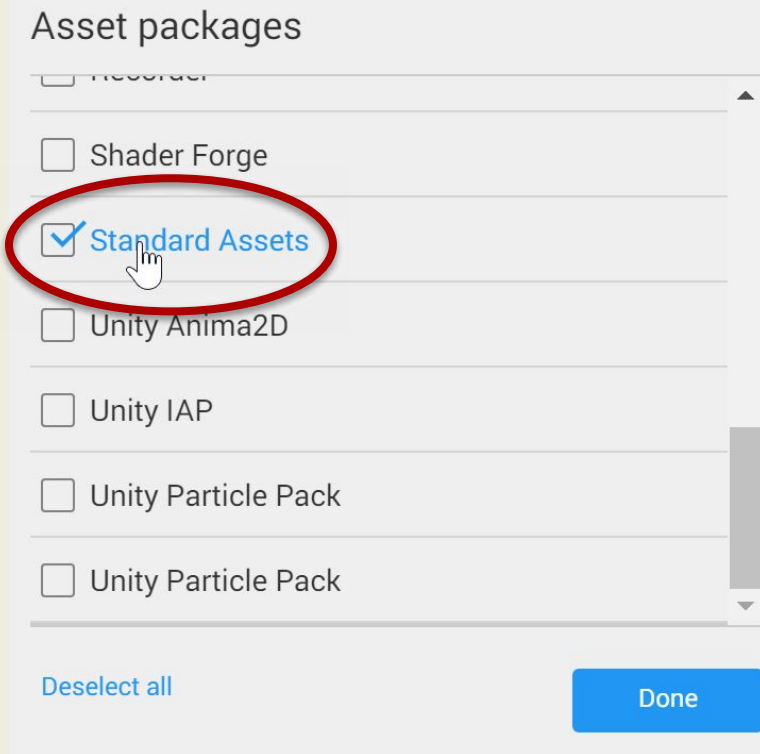 Asset packages
Shader Forge
Standard Assets
Unity Anima2D
Unity IAP
Unity Particle Pack
Unity Particle Pack
Deselect all
Done